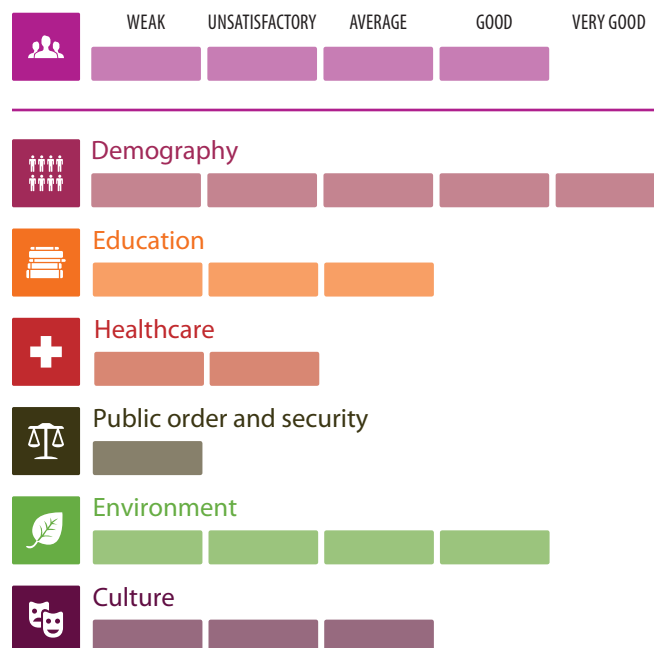 WEAK UNSATISFACTORY AVERAGE GOOD VERY GOOD
Demography
Education
Healthcare
Public order and security
Environment
Culture